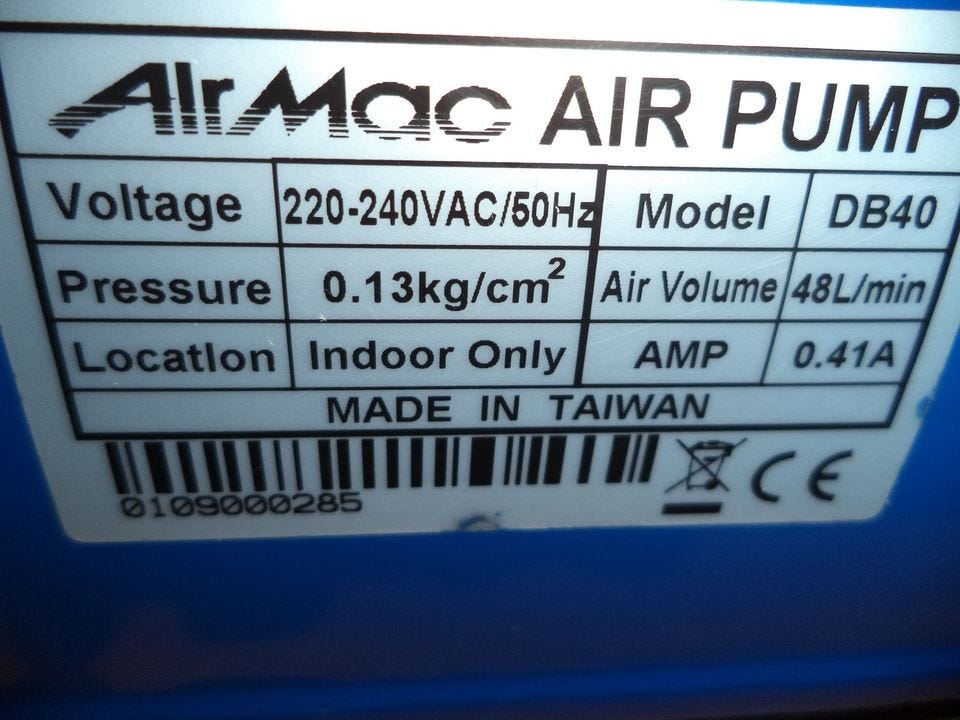 AirMac AIR PUMP
Voltage 220-240VAC/50Hz Model DB40
Pressure 0.13kg/cm² Air Volume 48L/min
Location Indoor Only AMP 0.41A
MADE IN TAIWAN
0109000285
CE